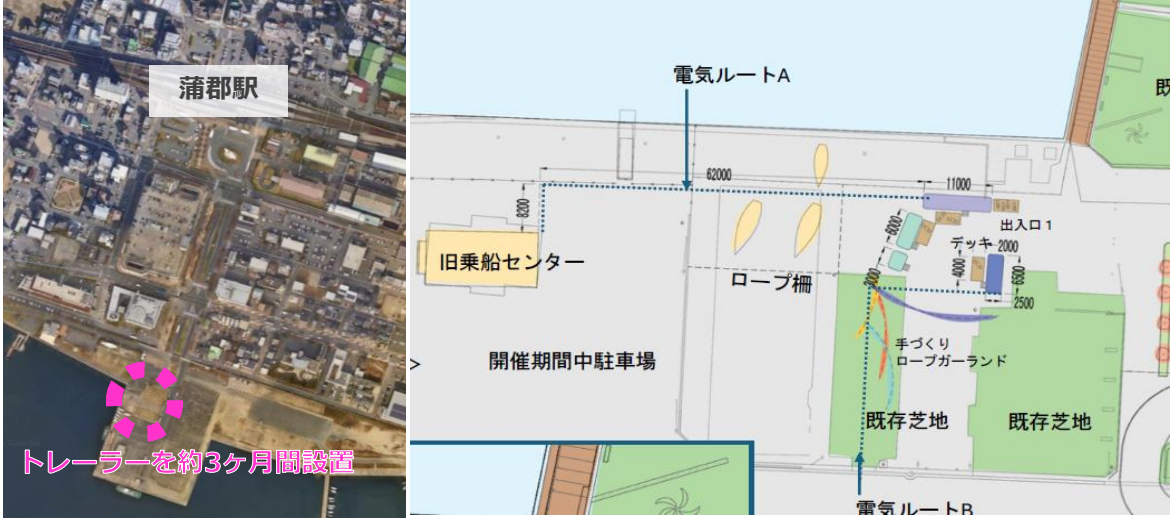 蒲郡駅
トレーラーを約3ヶ月間設置
電気ルートA
既
62000
11000
8200
6000
出入口1
旧乗船センター
デッキ
2000
4000
6500
3000
ロープ柵
2500
手づくり
ロープガーランド
開催期間中駐車場
既存芝地
既存芝地
電気ルートB